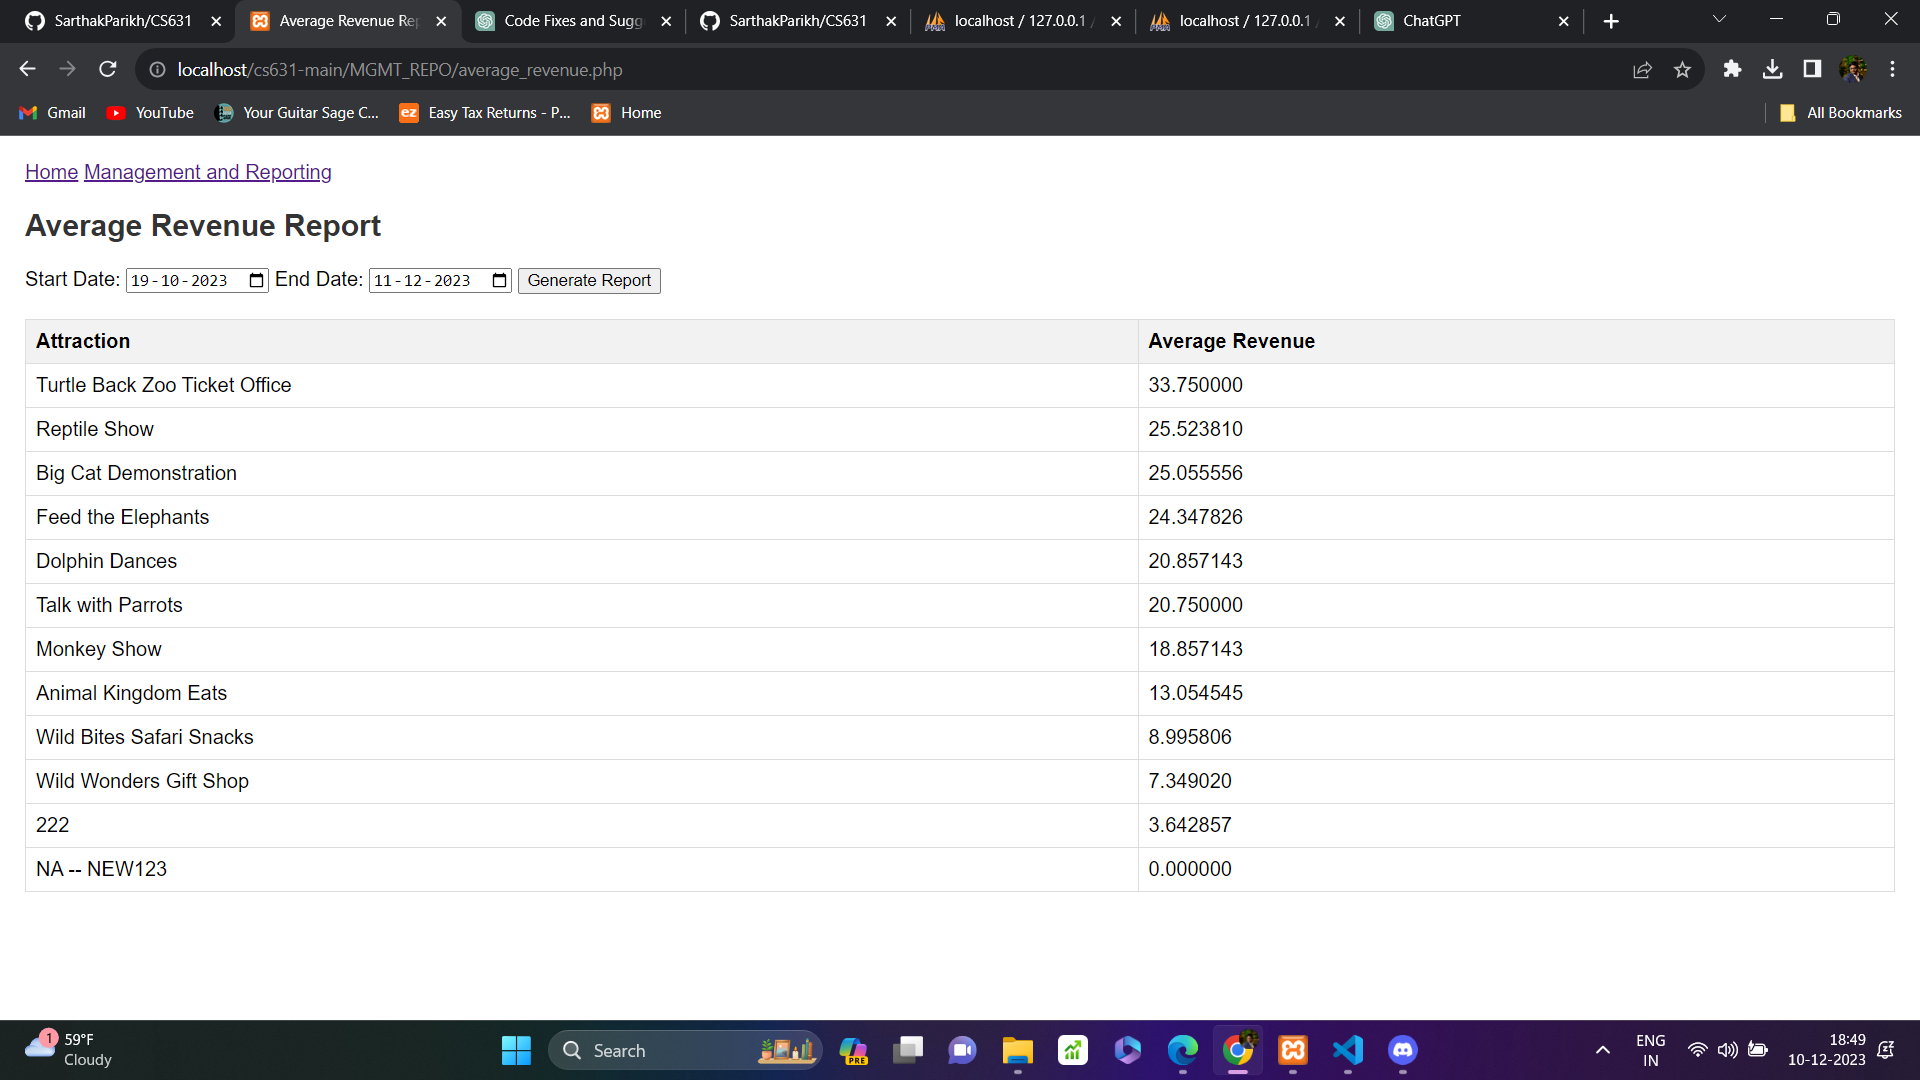 SarthakParikh/CS631
Average Revenue Rep
Code Fixes and Sugg
SarthakParikh/CS631
localhost / 127.0.0.1 /
localhost / 127.0.0.1 /
ChatGPT
localhost/cs631-main/MGMT_REPO/average_revenue.php
Gmail
YouTube
Your Guitar Sage C...
ez Easy Tax Returns - P...
Home
All Bookmarks
Home Management and Reporting
Average Revenue Report
Start Date: 19-10-2023 End Date: 11-12-2023 Generate Report
Attraction Average Revenue
Turtle Back Zoo Ticket Office 33.750000
Reptile Show 25.523810
Big Cat Demonstration 25.055556
Feed the Elephants 24.347826
Dolphin Dances 20.857143
Talk with Parrots 20.750000
Monkey Show 18.857143
Animal Kingdom Eats 13.054545
Wild Bites Safari Snacks 8.995806
Wild Wonders Gift Shop 7.349020
222 3.642857
NA -- NEW123 0.000000
1
59°F
Cloudy
Search
PRE
ENG
IN
18:49
10-12-2023